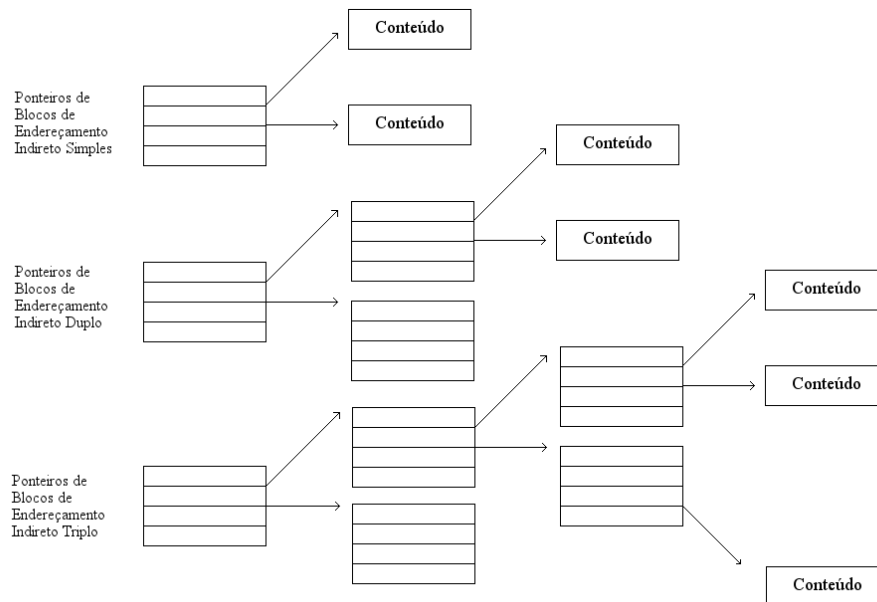 Conteúdo
Ponteiros de
Blocos de
Endereçamento
Indireto Simples
Conteúdo
Conteúdo
Conteúdo
Ponteiros de
Blocos de
Endereçamento
Indireto Duplo
Conteúdo
Conteúdo
Ponteiros de
Blocos de
Endereçamento
Indireto Triplo
Conteúdo